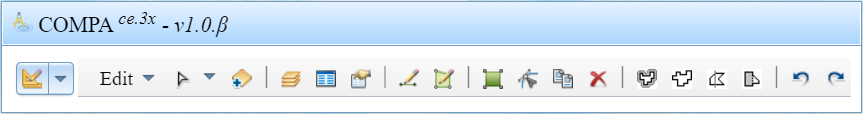 COMPA ce.3x - v1.0.β
Edit